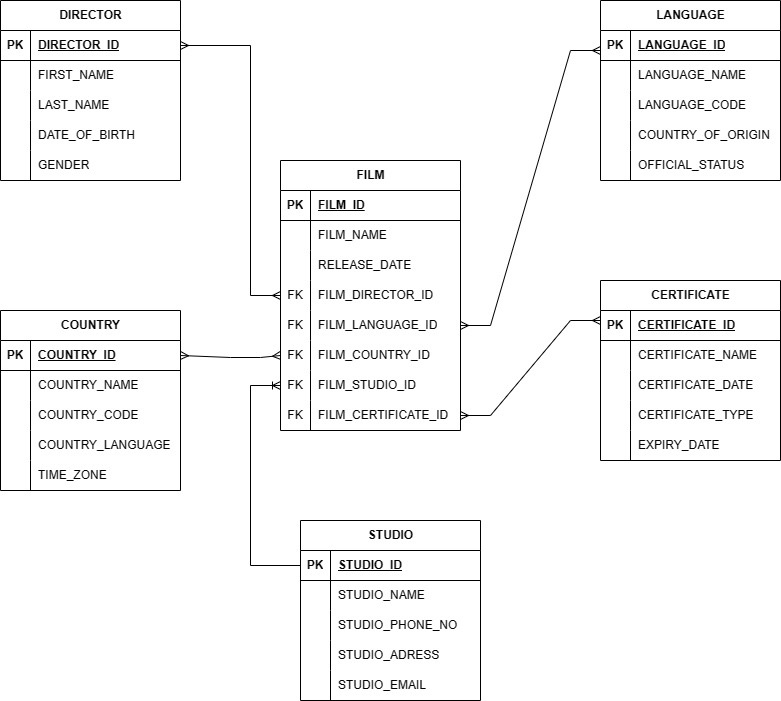 DIRECTOR
PK DIRECTOR_ID
FIRST_NAME
LAST_NAME
DATE_OF_BIRTH
GENDER
LANGUAGE
PK LANGUAGE_ID
LANGUAGE_NAME
LANGUAGE_CODE
COUNTRY_OF_ORIGIN
OFFICIAL_STATUS
FILM
PK FILM_ID
FILM_NAME
RELEASE_DATE
FK FILM_DIRECTOR_ID
FK FILM_LANGUAGE_ID
FK FILM_COUNTRY_ID
FK FILM_STUDIO_ID
FK FILM_CERTIFICATE_ID
COUNTRY
PK COUNTRY_ID
COUNTRY_NAME
COUNTRY_CODE
COUNTRY_LANGUAGE
TIME_ZONE
CERTIFICATE
PK CERTIFICATE_ID
CERTIFICATE_NAME
CERTIFICATE_DATE
CERTIFICATE_TYPE
EXPIRY_DATE
STUDIO
PK STUDIO_ID
STUDIO_NAME
STUDIO_PHONE_NO
STUDIO_ADRESS
STUDIO_EMAIL